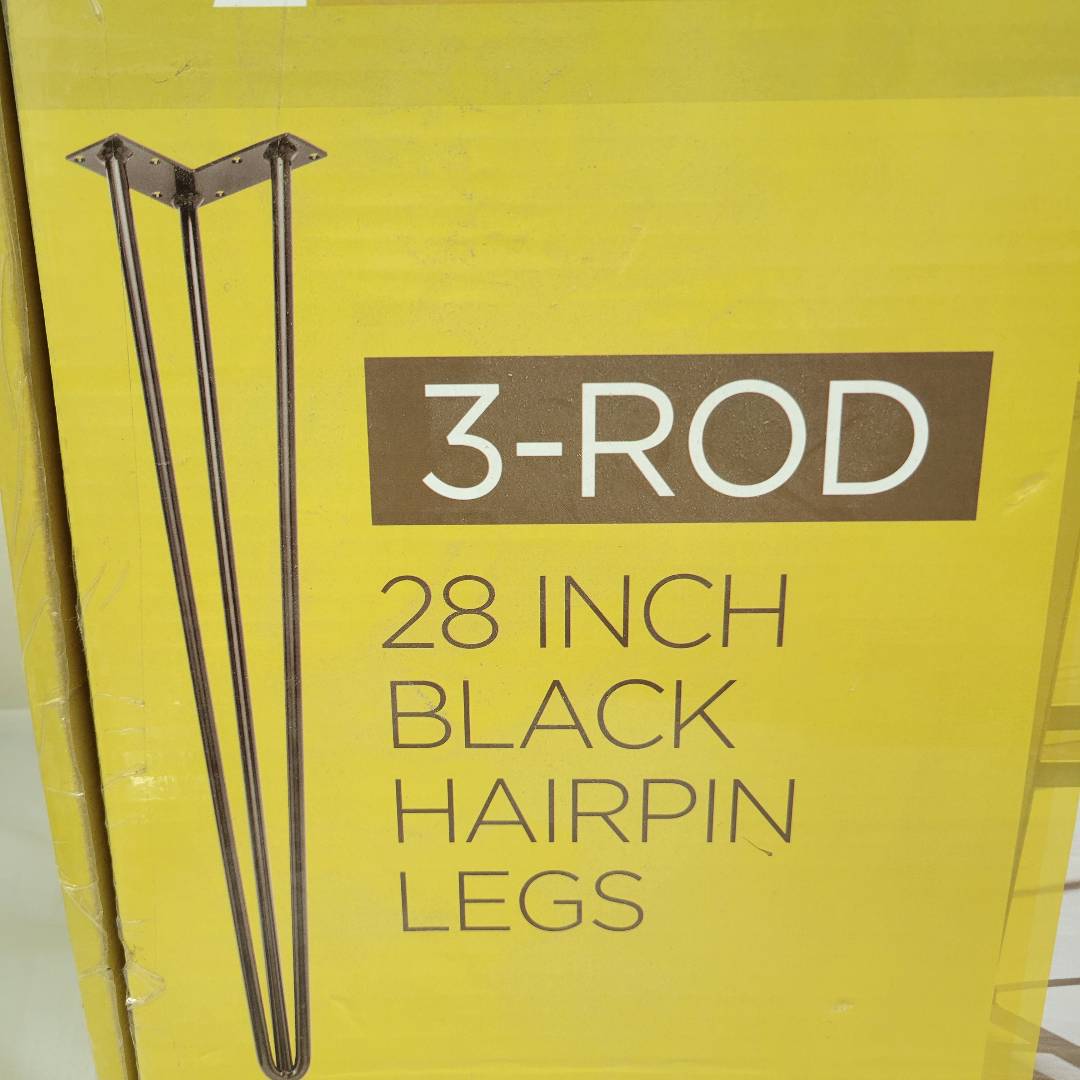 3-ROD
28 INCH
BLACK
HAIRPIN
LEGS